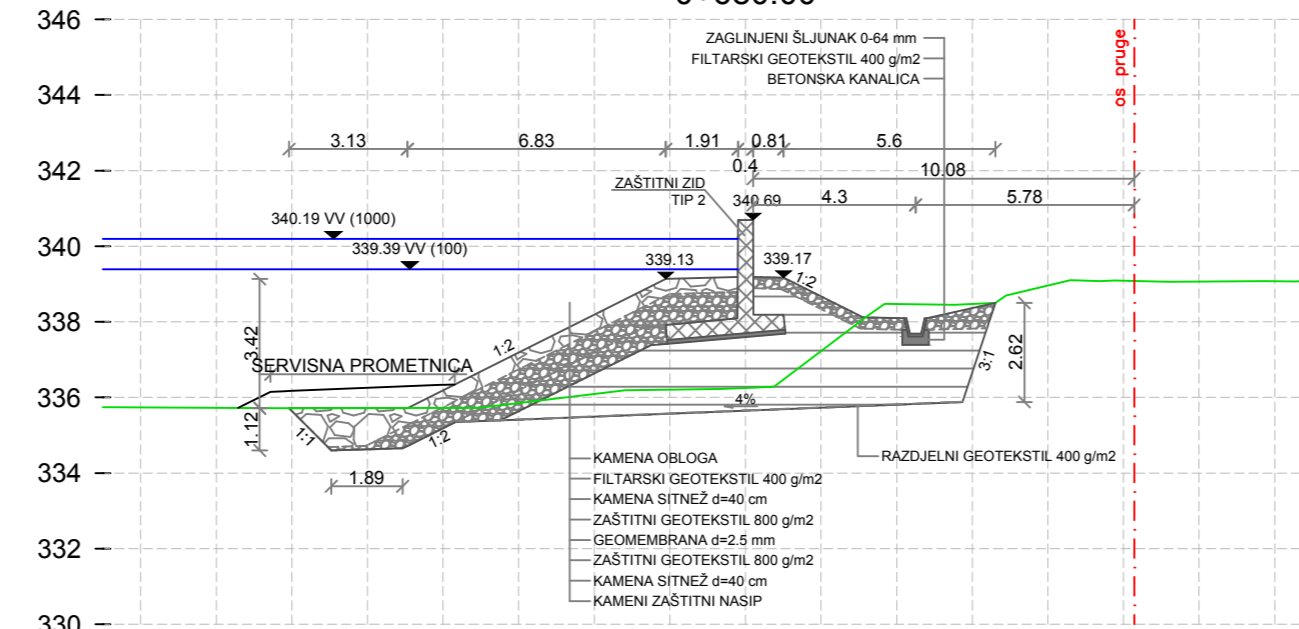 346
ZAGLINJENI ŠLJUNAK 0-64 mm
FILTARSKI GEOTEKSTIL 400 g/m2
BETONSKA KANALICA
os pruge
344
3.13
6.83
1.91
0.81
5.6
342
0.4
10.08
ZAŠTITNI ZID
TIP 2
340.69
4.3
5.78
340.19 VV (1000)
340
339.39 VV (100)
339.13
339.17
1:2
338
3.42
1:2
3:1
2.62
SERVISNA PROMETNICA
336
4%
1.12
1:1
1:2
KAMENA OBLOGA
RAZDJELNI GEOTEKSTIL 400 g/m2
334
1.89
FILTARSKI GEOTEKSTIL 400 g/m2
KAMENA SITNEŽ d=40 cm
ZAŠTITNI GEOTEKSTIL 800 g/m2
332
GEOMEMBRANA d=2.5 mm
ZAŠTITNI GEOTEKSTIL 800 g/m2
KAMENA SITNEŽ d=40 cm
KAMENI ZAŠTITNI NASIP
330